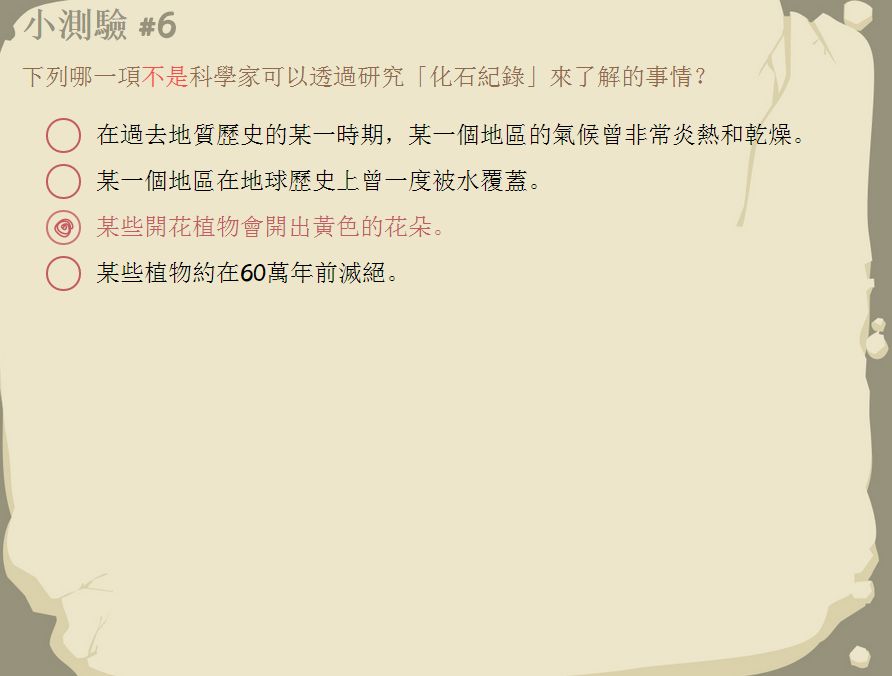 小測驗 #6
下列哪一項不是科學家可以透過研究「化石紀錄」來了解的事情？
在過去地質歷史的某一時期，某一個地區的氣候曾非常炎熱和乾燥。
某一個地區在地球歷史上曾一度被水覆蓋。
某些開花植物會開出黃色的花朵。
某些植物約在60萬年前滅絕。